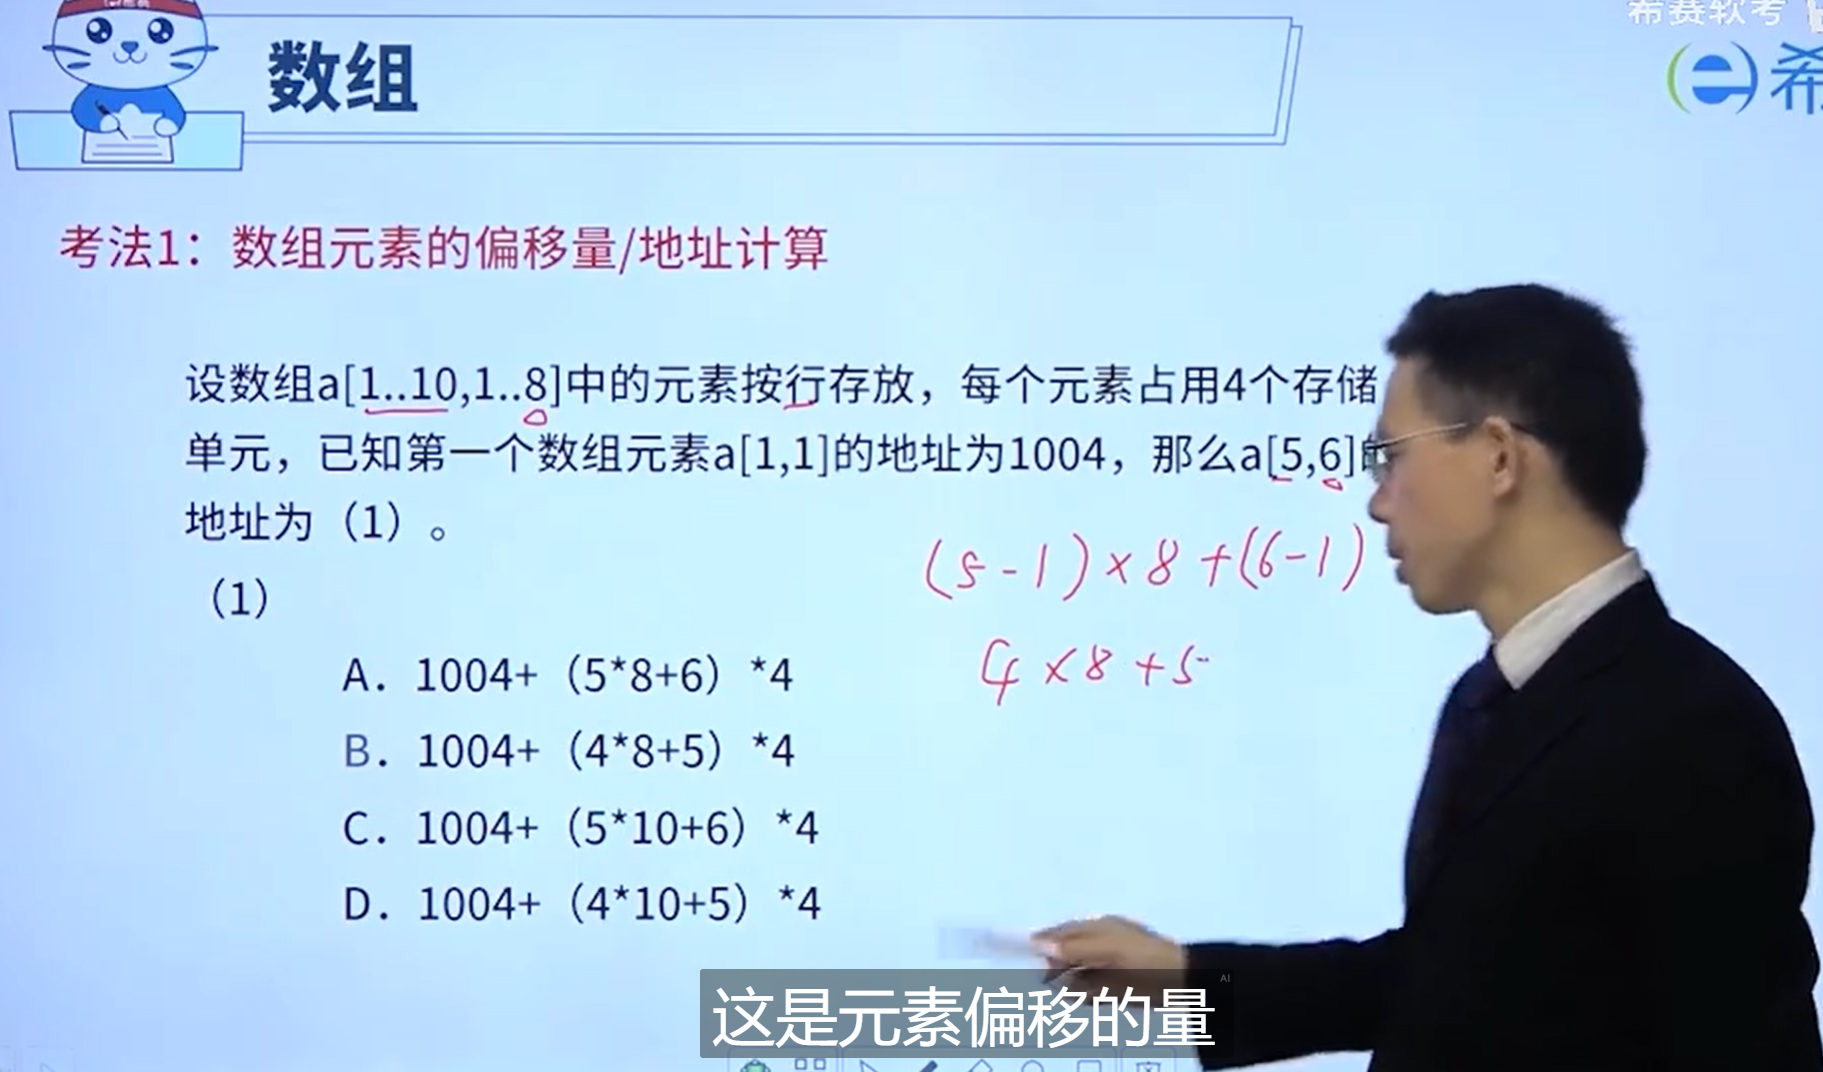 希赛软考
希
数组
考法1：数组元素的偏移量/地址计算
设数组a[1..10,1..8]中的元素按行存放，每个元素占用4个存储
单元，已知第一个数组元素a[1,1]的地址为1004，那么a[5,6]的
地址为（1）。
(5-1)×8+(6-1)
（1）
4×8+5
A. 1004+（5*8+6）*4
B. 1004+（4*8+5）*4
C. 1004+（5*10+6）*4
D. 1004+（4*10+5）*4
AI
这是元素偏移的量